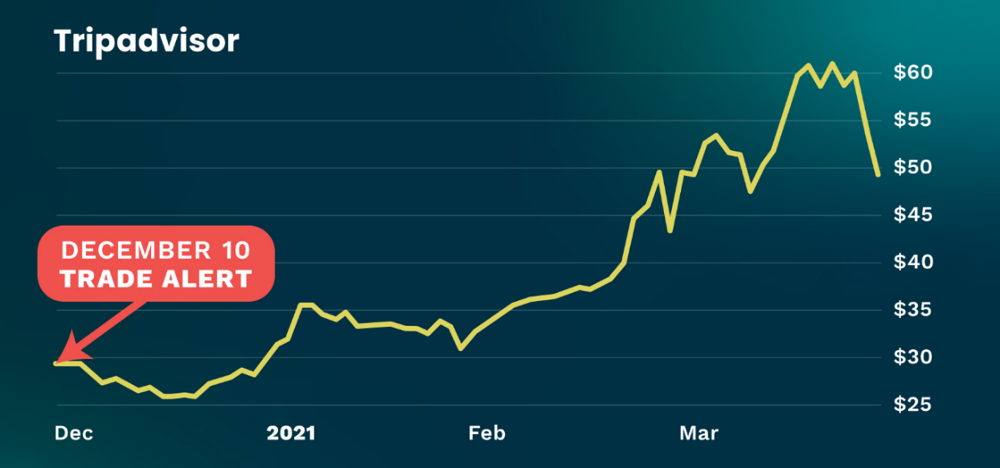 Tripadvisor
$60
$55
$50
$45
DECEMBER 10
TRADE ALERT
$40
$35
$30
$25
Dec
2021
Feb
Mar